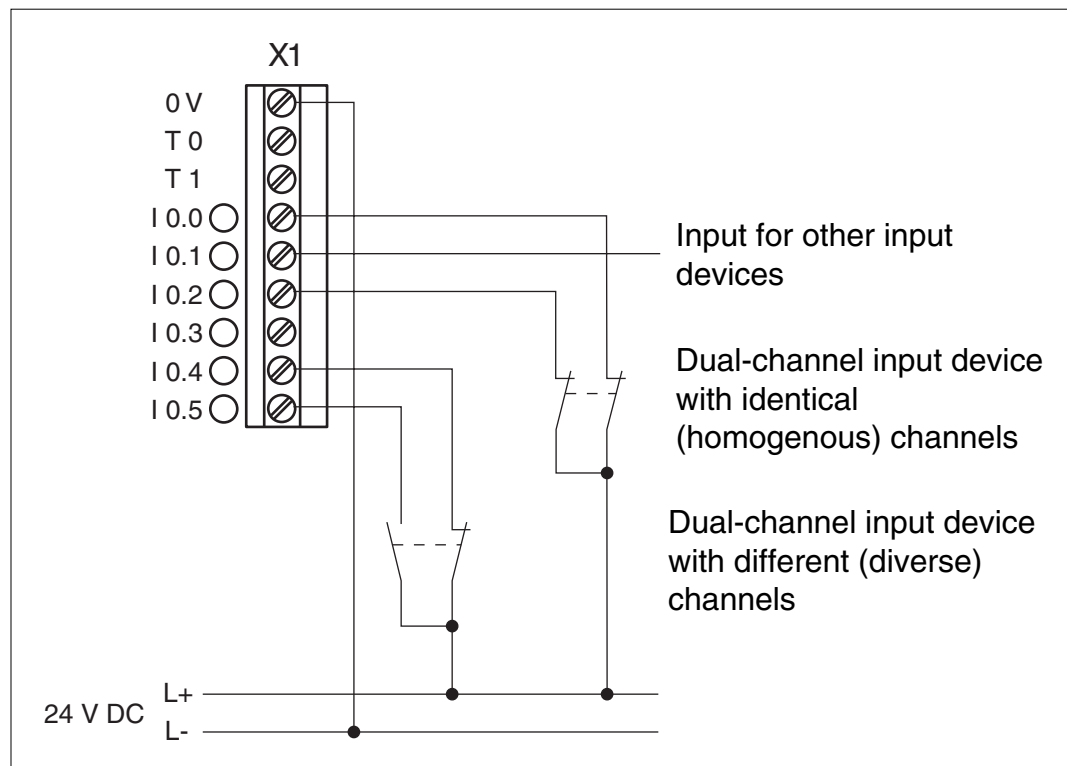 X1
0 V
T 0
T 1
I 0.0
I 0.1
I 0.2
I 0.3
I 0.4
I 0.5
Input for other input
devices
Dual-channel input device
with identical
(homogenous) channels
Dual-channel input device
with different (diverse)
channels
24 V DC
L+
L-